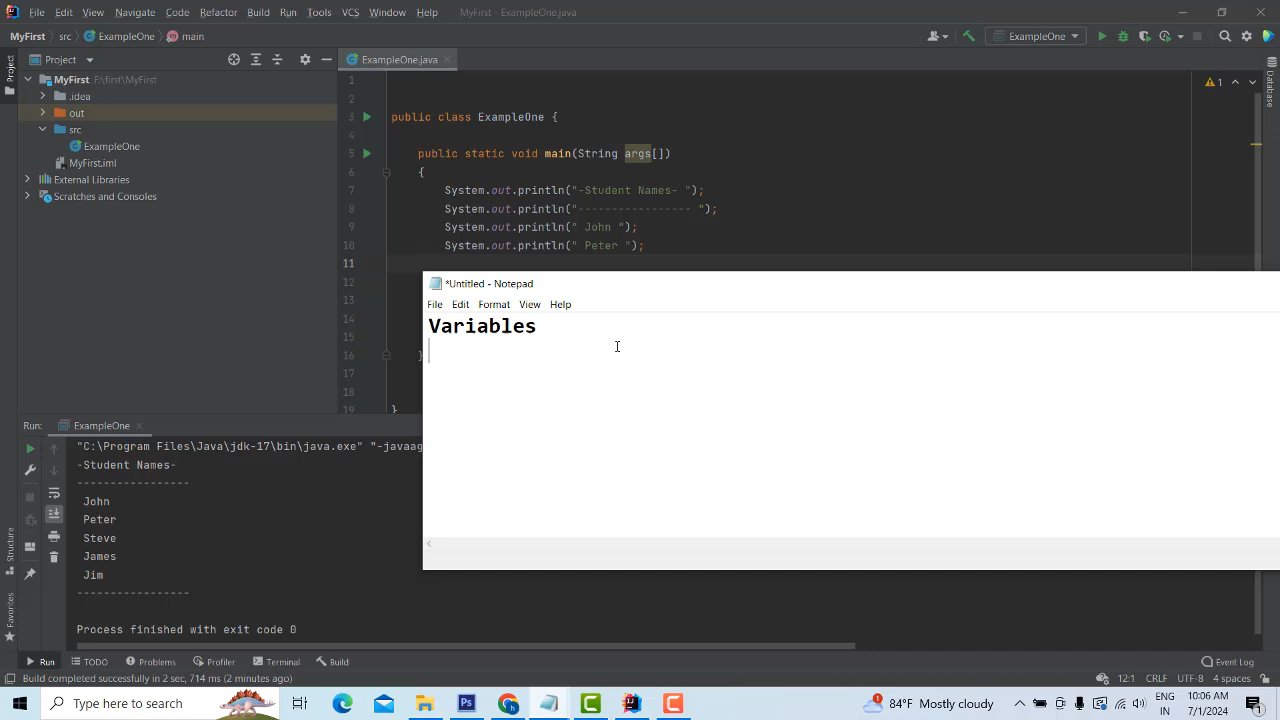 File Edit View Navigate Code Refactor Build Run Tools VCS Window Help MyFirst - ExampleOne.java
MyFirst src ExampleOne main ExampleOne
Project ExampleOne.java
Project
MyFirst F:\first\MyFirst
.idea
out
src
ExampleOne
MyFirst.iml
External Libraries
Scratches and Consoles
Structure
Favorites
1
2
3 public class ExampleOne {
4
5 public static void main(String args[])
6 {
7 System.out.println("-Student Names- ");
8 System.out.println("---------------- ");
9 System.out.println(" John ");
10 System.out.println(" Peter ");
11
12
13
14
15
16 }
17
18
19 }
1
Database
*Untitled - Notepad
File Edit Format View Help
Variables
Run: ExampleOne
"C:\Program Files\Java\jdk-17\bin\java.exe" "-javaag
-Student Names-
----------------
John
Peter
Steve
James
Jim
----------------
Process finished with exit code 0
Run TODO Problems Profiler Terminal Build Event Log
Build completed successfully in 2 sec, 714 ms (2 minutes ago) 12:1 CRLF UTF-8 4 spaces
Type here to search
84°F Mostly cloudy
IN
10:06 AM
7/1/2024
1